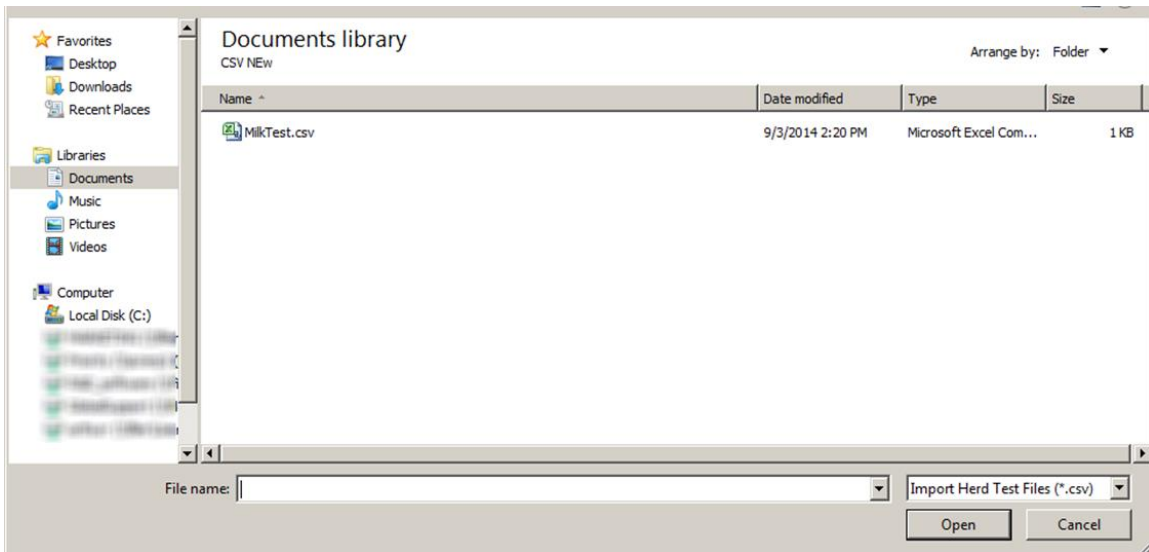 Favorites
Desktop
Downloads
Recent Places
Libraries
Documents
Music
Pictures
Videos
Computer
Local Disk (C:)
Documents library
CSV NEw
Arrange by: Folder
Name Date modified Type Size
MilkTest.csv 9/3/2014 2:20 PM Microsoft Excel Com... 1 KB
File name: Import Herd Test Files (*.csv)
Open Cancel